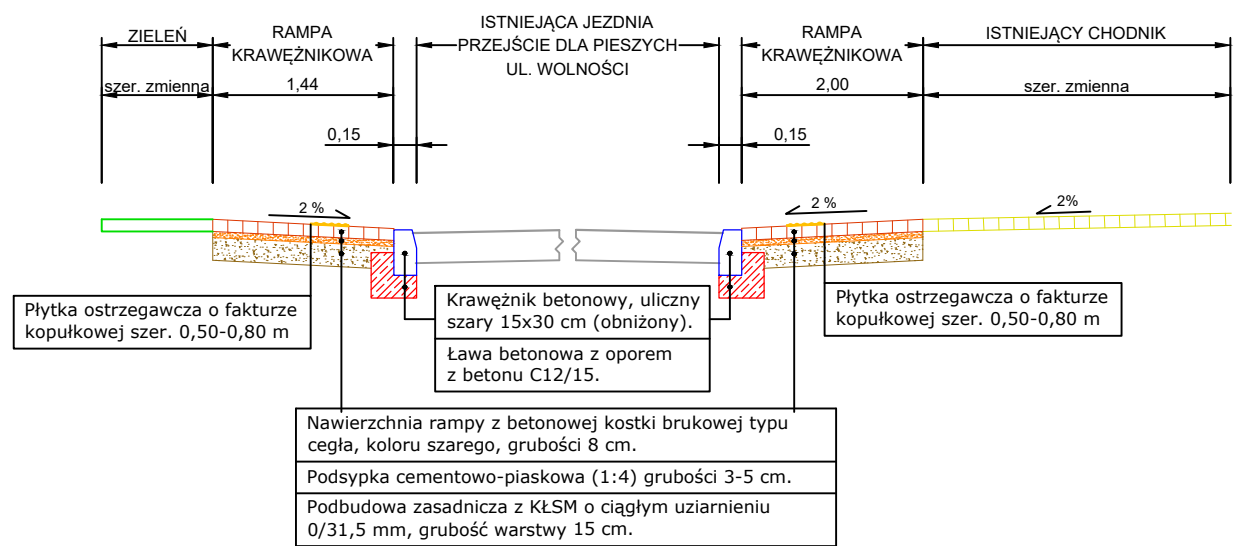 ZIELEŃ
RAMPA
KRAWĘŻNIKOWA
ISTNIEJĄCA JEZDNIA
PRZEJŚCIE DLA PIESZYCH
UL. WOLNOŚCI
RAMPA
KRAWĘŻNIKOWA
ISTNIEJĄCY CHODNIK
szer. zmienna
1,44
2,00
szer. zmienna
0,15
0,15
2 %
2 %
2%
Płytka ostrzegawcza o fakturze
kopułkowej szer. 0,50-0,80 m
Krawężnik betonowy, uliczny
szary 15x30 cm (obniżony).
Ława betonowa z oporem
z betonu C12/15.
Płytka ostrzegawcza o fakturze
kopułkowej szer. 0,50-0,80 m
Nawierzchnia rampy z betonowej kostki brukowej typu
cegła, koloru szarego, grubości 8 cm.
Podsypka cementowo-piaskowa (1:4) grubości 3-5 cm.
Podbudowa zasadnicza z KŁSM o ciągłym uziarnieniu
0/31,5 mm, grubość warstwy 15 cm.